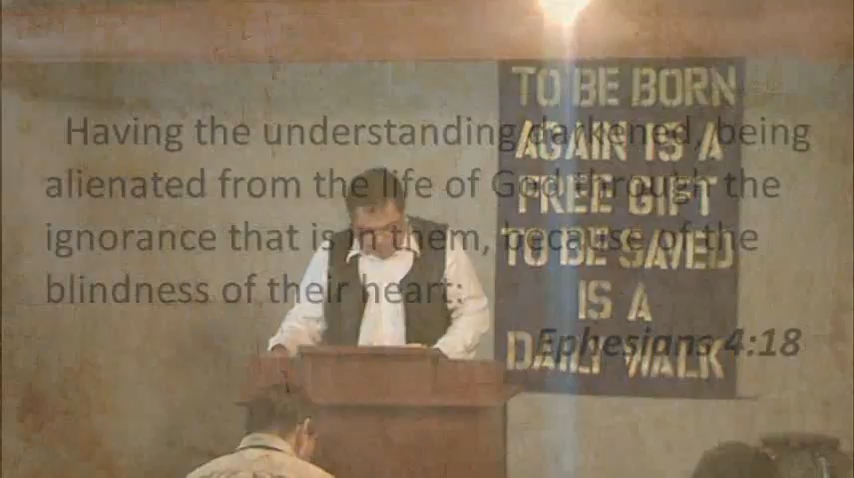 Having the understanding darkened, being
alienated from the life of God through the
ignorance that is in them, because of the
blindness of their heart:
Ephesians 4:18
TO BE BORN
AGAIN IS A
FREE GIFT
TO BE SAVED
IS A
DAILY WALK